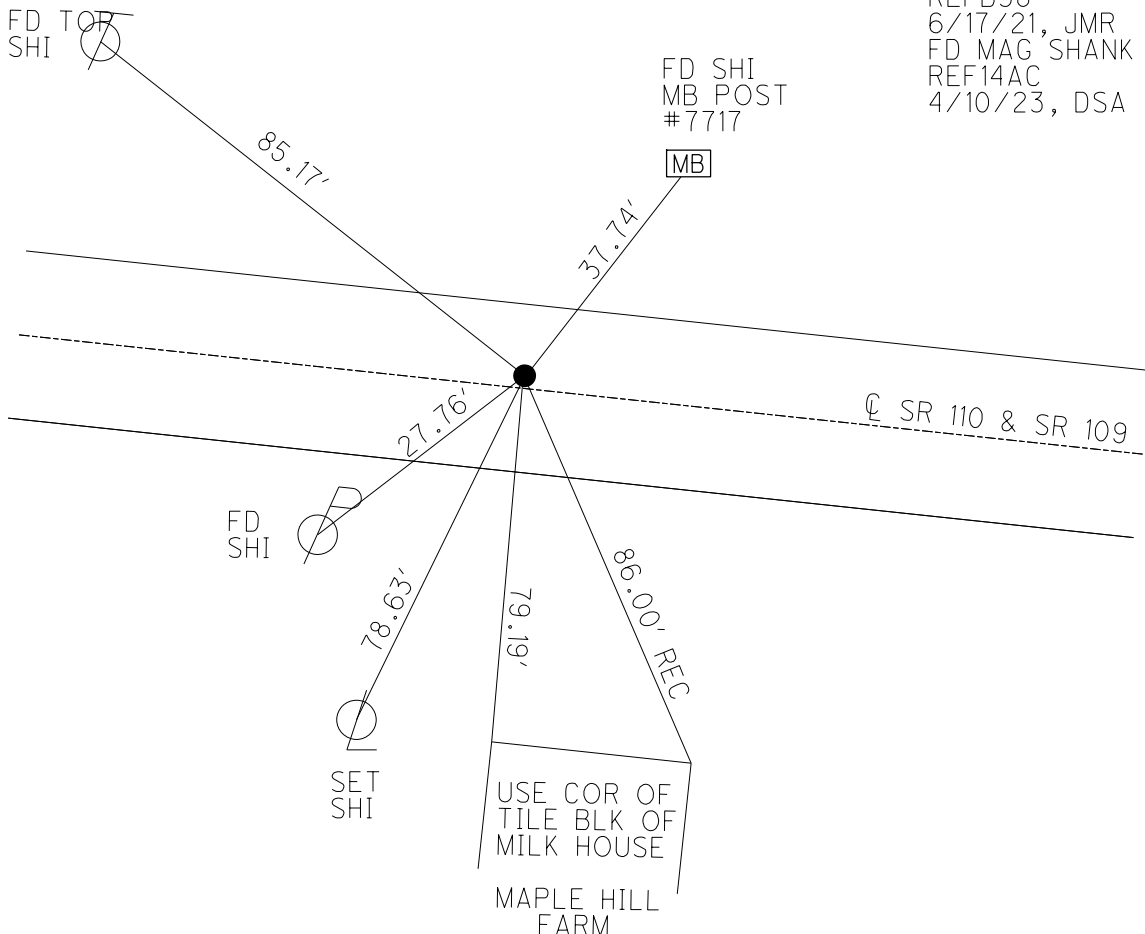 FD TOP
SHI
6/17/21, JMR
FD MAG SHANK
REF14AC
4/10/23, DSA
FD SHI
MB POST
#7717
MB
85.17'
37.74'
℄ SR 110 & SR 109
27.76'
FD
SHI
78.63'
79.19'
86.00' REC
SET
SHI
USE COR OF
TILE BLK OF
MILK HOUSE
MAPLE HILL
FARM